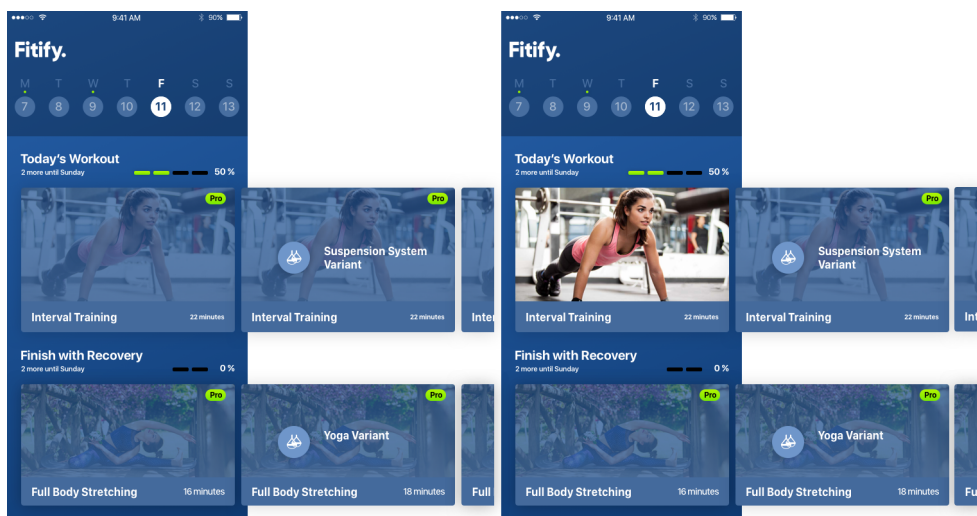 9:41 AM 90%
Fitify.
M T W T F S S
7 8 9 10 11 12 13
Today's Workout
2 more until Sunday 50 %
Pro
Pro
Suspension System
Variant
Interval Training 22 minutes
Interval Training 22 minutes
Inte
Finish with Recovery
2 more until Sunday 0 %
Pro
Pro
Yoga Variant
Full Body Stretching 16 minutes
Full Body Stretching 18 minutes
Full
9:41 AM 90%
Fitify.
M T W T F S S
7 8 9 10 11 12 13
Today's Workout
2 more until Sunday 50 %
Pro
Suspension System
Variant
Interval Training 22 minutes
Interval Training 22 minutes
Int
Finish with Recovery
2 more until Sunday 0 %
Pro
Pro
Yoga Variant
Full Body Stretching 16 minutes
Full Body Stretching 18 minutes
Fu